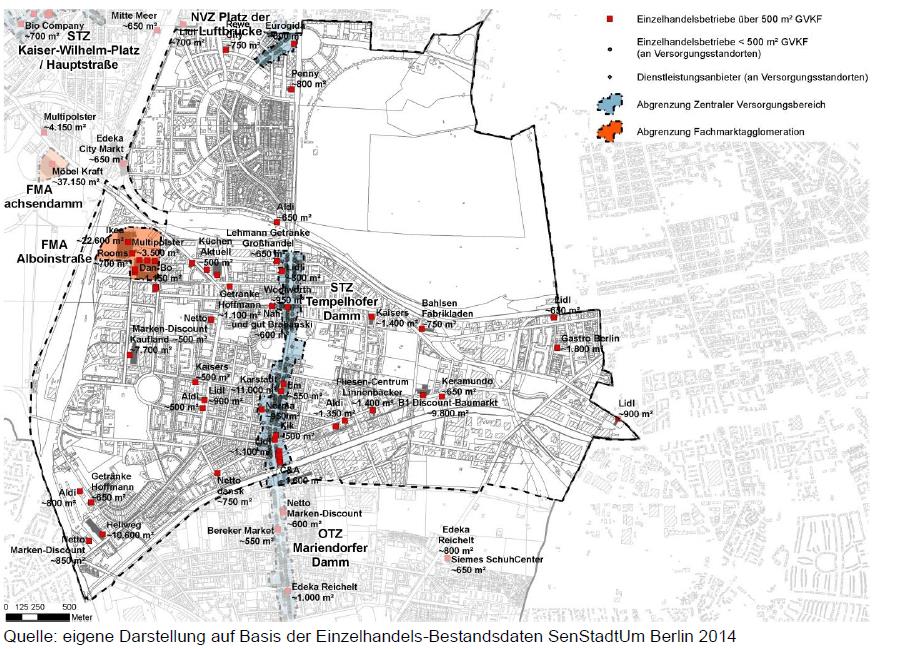 Bio Company
~700 m²
Mitte Meer
~650 m²
STZ
Kaiser-Wilhelm-Platz
/ Hauptstraße
NVZ Platz der
Luftbrücke
Lidl
~700 m²
Rewe
City
~750 m²
Eurogida
~600 m²
Penny
~800 m²
Multipolster
~4.150 m²
Edeka
City Markt
~650 m²
Möbel Kraft
~37.150 m²
FMA
achsendamm
FMA
Alboinstraße
Ikea
~22.600 m²
Multipolster
~3.500 m²
Rooms
~700 m²
Dan-Bo
Küchen
Aktuell
~500 m²
Aldi
~650 m²
Lehmann Getränke
Großhandel
~650 m²
Lidl
~800 m²
Getränke
Hoffmann
~1.100 m²
Woolworth
~950 m²
Nah
und gut Brapanski
~600 m²
STZ
Tempelhofer
Damm
Kaisers
~1.400 m²
Bahlsen
Fabrikladen
~750 m²
Lidl
~650 m²
Gastro Berlin
~1.800 m²
Netto
Marken-Discount
~500 m²
Kaufland
~7.700 m²
Kaisers
~500 m²
Aldi
~500 m²
Lidl
~900 m²
Karstadt
~11.000 m²
dm
~550 m²
Norma
Kik
~500 m²
Aldi
~1.100 m²
C&A
Fliesen-Centrum
Linnenbecker
~1.400 m²
Aldi
~1.350 m²
Keramundo
~650 m²
B1 Discount-Baumarkt
~9.800 m²
Lidl
~900 m²
Netto
dansk
~750 m²
Aldi
~800 m²
Getränke
Hoffmann
~650 m²
Hellweg
~10.600 m²
Netto
Marken-Discount
~850 m²
Netto
Marken-Discount
~600 m²
Bereker Market
~550 m²
OTZ
Mariendorfer
Damm
Edeka Reichelt
~1.000 m²
Edeka
Reichelt
~800 m²
Siemes SchuhCenter
~650 m²
Einzelhandelsbetriebe über 500 m² GVKF
Einzelhandelsbetriebe < 500 m² GVKF
(an Versorgungsstandorten)
Dienstleistungsanbieter (an Versorgungsstandorten)
Abgrenzung Zentraler Versorgungsbereich
Abgrenzung Fachmarktagglomeration
0 125 250 500
Meter
Quelle: eigene Darstellung auf Basis der Einzelhandels-Bestandsdaten SenStadtUm Berlin 2014